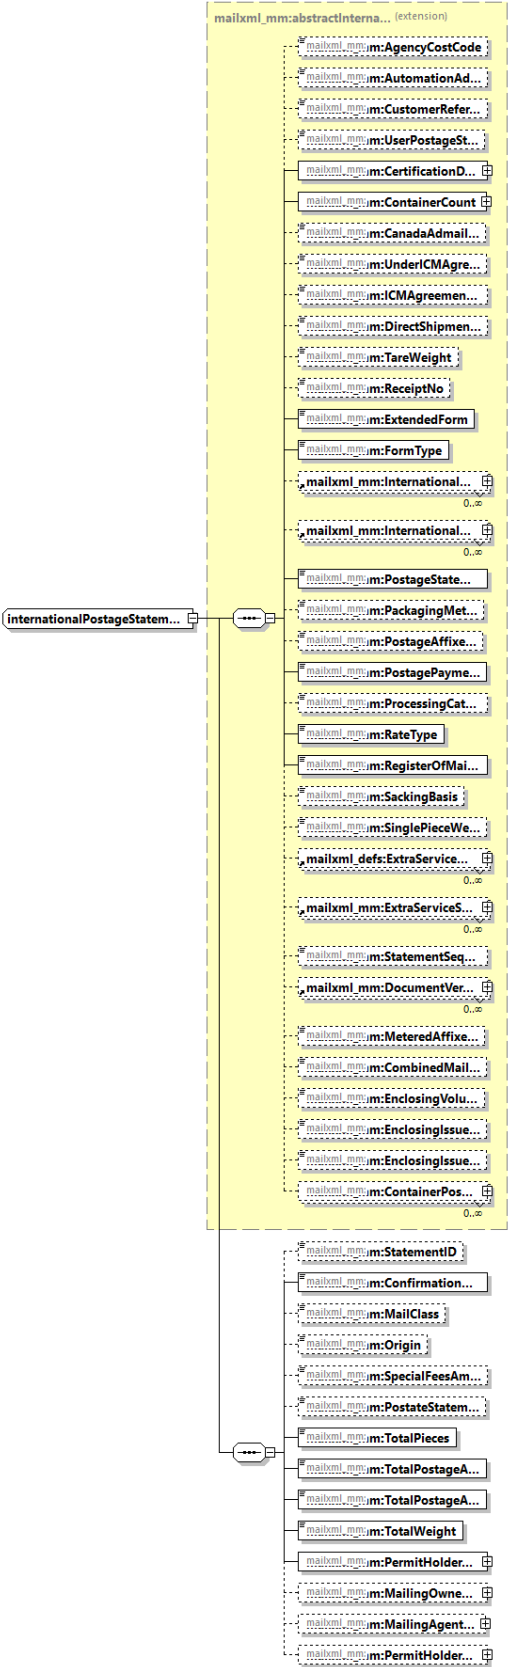 mailxml_mm:abstractInterna... (extension)
mailxml_mm:AgencyCostCode
mailxml_mm:AutomationAd...
mailxml_mm:CustomerRefer...
mailxml_mm:UserPostageSt...
mailxml_mm:CertificationD...
mailxml_mm:ContainerCount
mailxml_mm:CanadaAdmail...
mailxml_mm:UnderICMAgre...
mailxml_mm:ICMAgreemen...
mailxml_mm:DirectShipmen...
mailxml_mm:TareWeight
mailxml_mm:ReceiptNo
mailxml_mm:ExtendedForm
mailxml_mm:FormType
mailxml_mm:International...
0..∞
mailxml_mm:International...
0..∞
mailxml_mm:PostageState...
internationalPostageStatem...
mailxml_mm:PackagingMet...
mailxml_mm:PostageAffixe...
mailxml_mm:PostagePayme...
mailxml_mm:ProcessingCat...
mailxml_mm:RateType
mailxml_mm:RegisterOfMai...
mailxml_mm:SackingBasis
mailxml_mm:SinglePieceWe...
mailxml_defs:ExtraService...
0..∞
mailxml_mm:ExtraServiceS...
0..∞
mailxml_mm:StatementSeq...
mailxml_mm:DocumentVer...
0..∞
mailxml_mm:MeteredAffixe...
mailxml_mm:CombinedMail...
mailxml_mm:EnclosingVolu...
mailxml_mm:EnclosingIssue...
mailxml_mm:EnclosingIssue...
mailxml_mm:ContainerPos...
0..∞
mailxml_mm:StatementID
mailxml_mm:Confirmation...
mailxml_mm:MailClass
mailxml_mm:Origin
mailxml_mm:SpecialFeesAm...
mailxml_mm:PostateStatem...
mailxml_mm:TotalPieces
mailxml_mm:TotalPostageA...
mailxml_mm:TotalPostageA...
mailxml_mm:TotalWeight
mailxml_mm:PermitHolder...
mailxml_mm:MailingOwne...
mailxml_mm:MailingAgent...
mailxml_mm:PermitHolder...